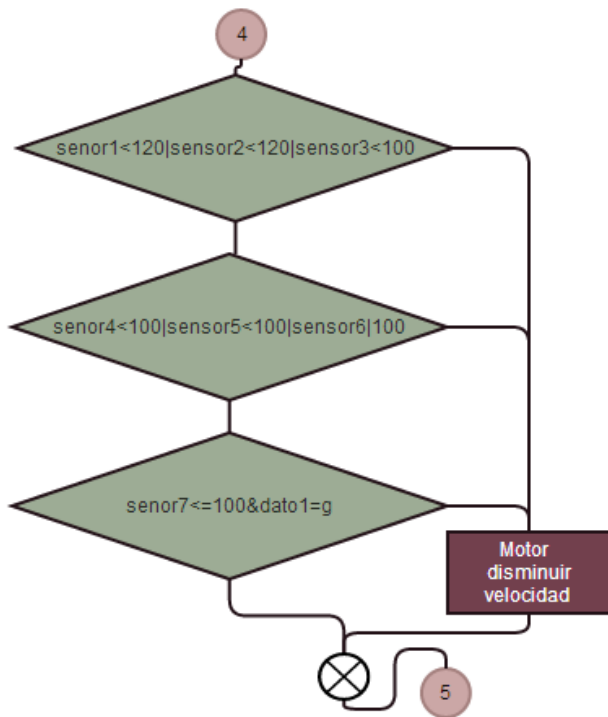 4
senor1<120|sensor2<120|sensor3<100
senor4<100|sensor5<100|sensor6|100
senor7<=100&dato1=g
Motor
disminuir
velocidad
5